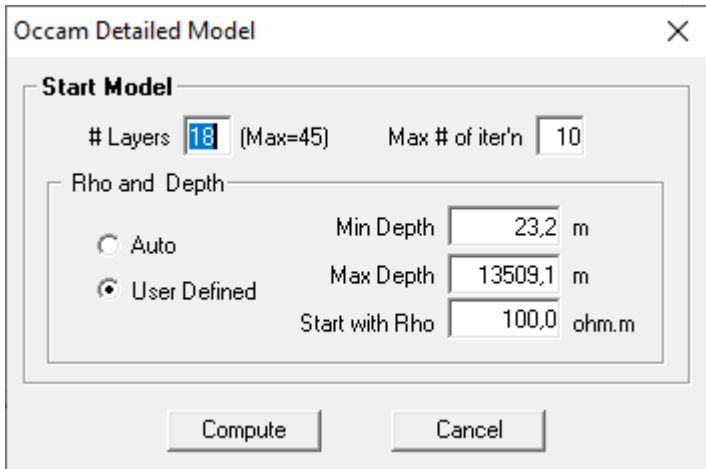 Occam Detailed Model
Start Model
# Layers 18 (Max=45) Max # of iter'n 10
Rho and Depth
Auto
User Defined
Min Depth 23,2 m
Max Depth 13509,1 m
Start with Rho 100,0 ohm.m
Compute Cancel